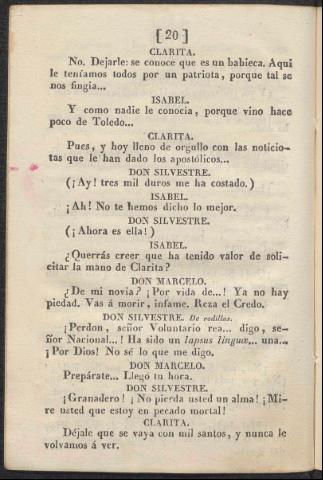 [20]
CLARITA.
No. Dejarle: se conoce que es un babieca. Aqui
le teníamos todos por un patriota, porque tal se
nos fingia...
ISABEL.
Y como nadie le conocia, porque vino hace
poco de Toledo...
CLARITA.
Pues, y hoy lleno de orgullo con las noticio-
tas que le han dado los apostólicos...
DON SILVESTRE.
(¡Ay! tres mil duros me ha costado.)
ISABEL.
¡Ah! No te hemos dicho lo mejor.
DON SILVESTRE.
(¡Ahora es ella!)
ISABEL.
¿Querrás creer que ha tenido valor de soli-
citar la mano de Clarita?
DON MARCELO.
¿De mi novia? ¡Por vida de...! Ya no hay
piedad. Vas á morir, infame. Reza el Credo.
DON SILVESTRE. De rodillas.
¡Perdon, señor Voluntario rea... digo, se-
ñor Nacional...! Ha sido un lapsus linguæ... una...
¡Por Dios! No sé lo que me digo.
DON MARCELO.
Prepárate... Llegó tu hora.
DON SILVESTRE.
¡Granadero! ¡No pierda usted un alma! ¡Mi-
re usted que estoy en pecado mortal!
CLARITA.
Déjale que se vaya con mil santos, y nunca le
volvamos á ver.